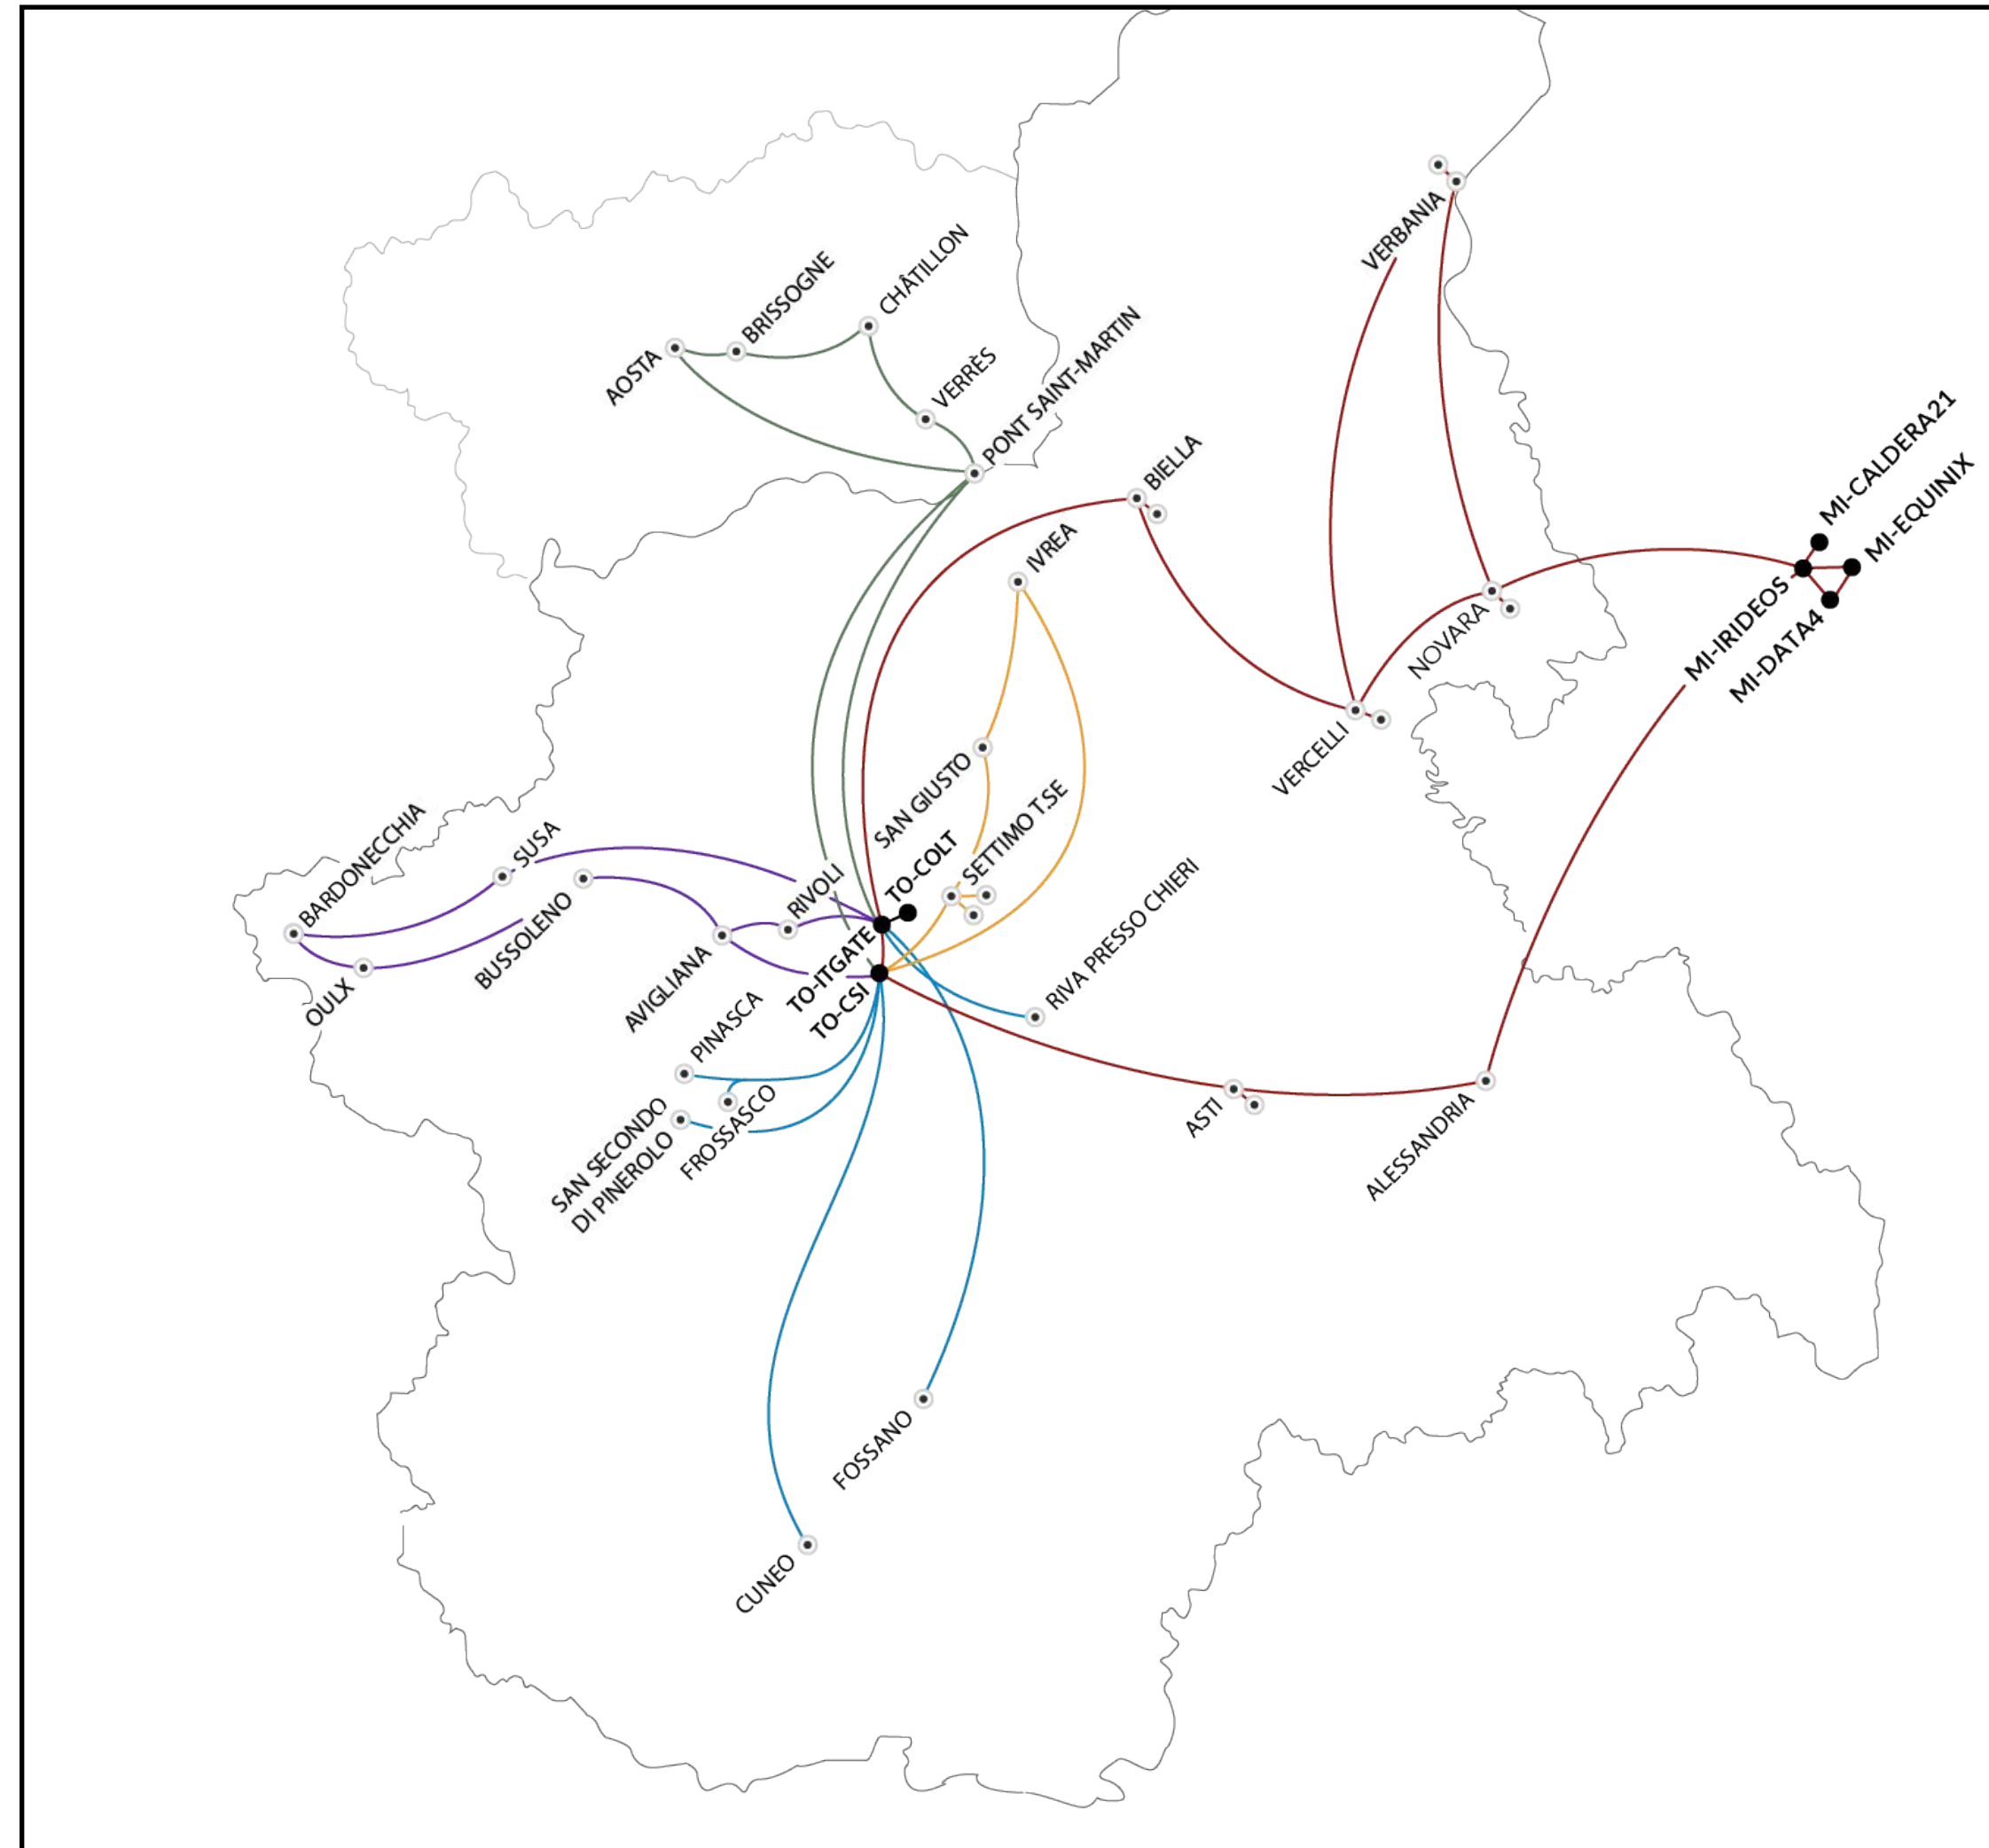 VERBANIA
CHÂTILLON
BRISSOGNE
AOSTA
VERRÈS
PONT SAINT-MARTIN
BIELLA
IVREA
MI-CALDERA21
MI-EQUINIX
MI-IRIDEOS
MI-DATA4
NOVARA
VERCELLI
SAN GIUSTO
SETTIMO T.SE
TO-COLT
BARDONECCHIA
SUSA
RIVOLI
BUSSOLENO
OULX
AVIGLIANA
TO-ITGATE
TO-CSI
RIVA PRESSO CHIERI
PINASCA
SAN SECONDO
DI PINEROLO
FROSSASCO
ASTI
ALESSANDRIA
FOSSANO
CUNEO